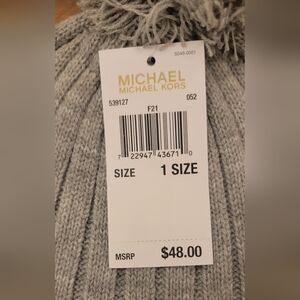 MICHAEL
MICHAEL KORS
539127 052
F21
7 22947 43671 0
SIZE 1 SIZE
MSRP $48.00